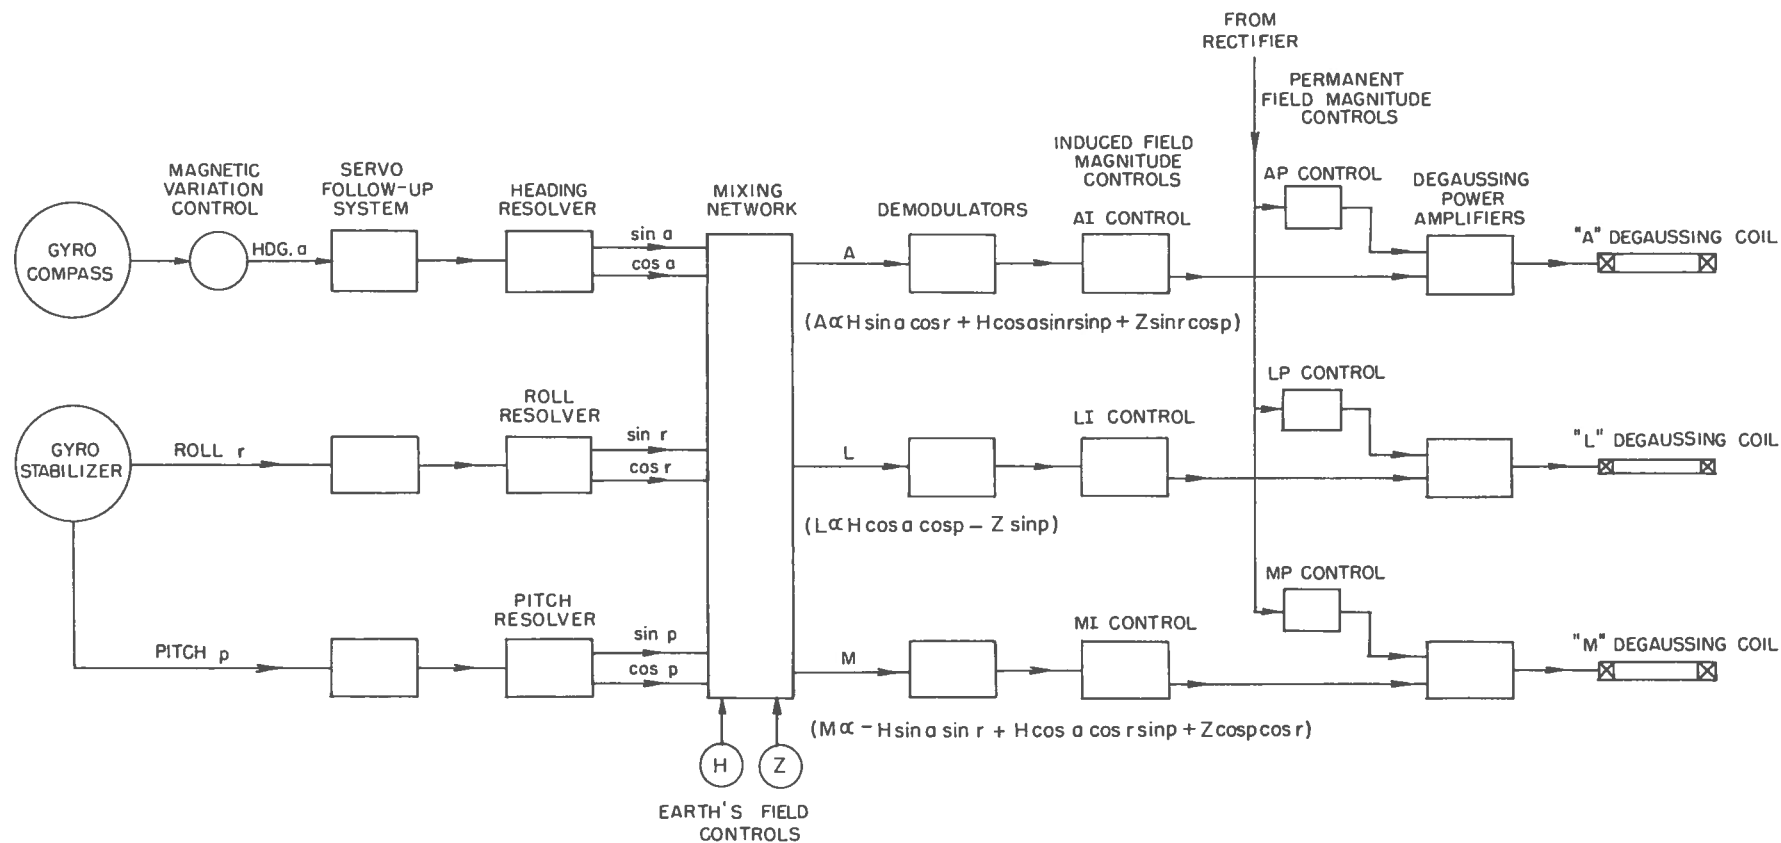 FROM
RECTIFIER
PERMANENT
FIELD MAGNITUDE
CONTROLS
MAGNETIC
VARIATION
CONTROL
SERVO
FOLLOW-UP
SYSTEM
HEADING
RESOLVER
MIXING
NETWORK
DEMODULATORS
INDUCED FIELD
MAGNITUDE
CONTROLS
AI CONTROL
AP CONTROL
DEGAUSSING
POWER
AMPLIFIERS
"A" DEGAUSSING COIL
GYRO
COMPASS
HDG. a
sin a
cos a
A
(A∝H sin a cos r + H cos a sin r sin p + Z sin r cos p)
ROLL
RESOLVER
LI CONTROL
LP CONTROL
"L" DEGAUSSING COIL
GYRO
STABILIZER
ROLL r
sin r
cos r
L
(L∝H cos a cos p – Z sin p)
PITCH
RESOLVER
MI CONTROL
MP CONTROL
"M" DEGAUSSING COIL
PITCH p
sin p
cos p
M
(M∝ - H sin a sin r + H cos a cos r sin p + Z cos p cos r)
H
Z
EARTH'S FIELD
CONTROLS